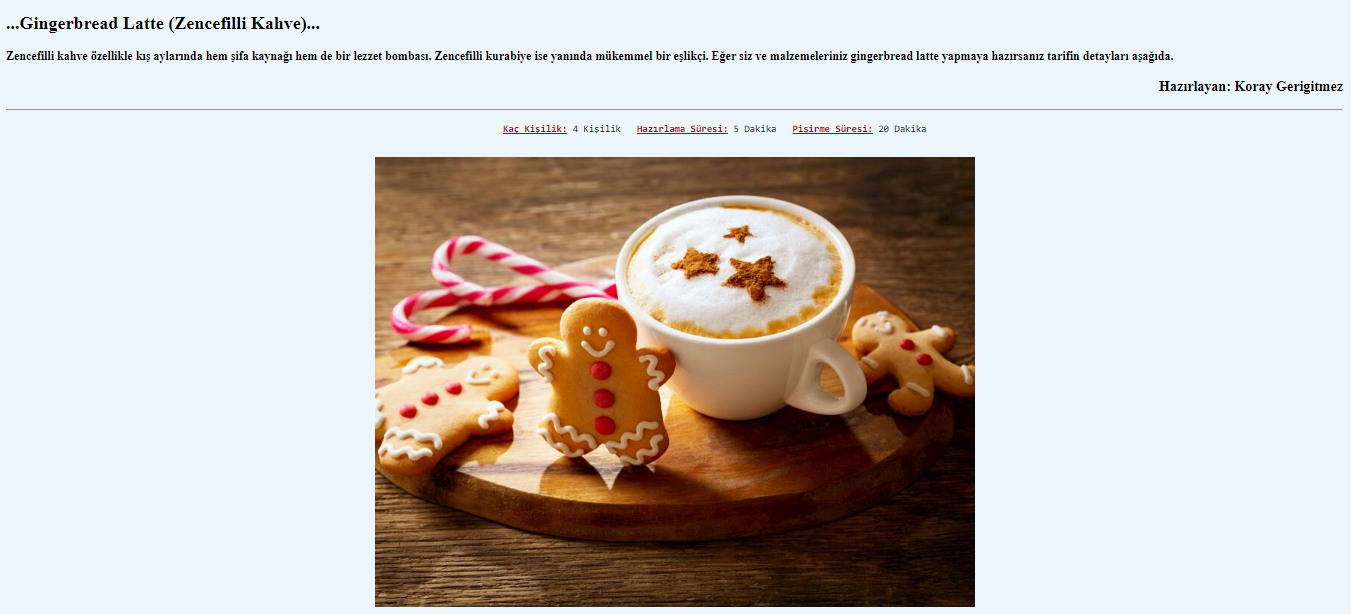 ...Gingerbread Latte (Zencefilli Kahve)...
Zencefilli kahve özellikle kış aylarında hem şifa kaynağı hem de bir lezzet bombası. Zencefilli kurabiye ise yanında mükemmel bir eşlikçi. Eğer siz ve malzemeleriniz gingerbread latte yapmaya hazırsanız tarifin detayları aşağıda.
Hazırlayan: Koray Gerigitmez
Kaç Kişilik: 4 Kişilik Hazırlama Süresi: 5 Dakika Pişirme Süresi: 20 Dakika